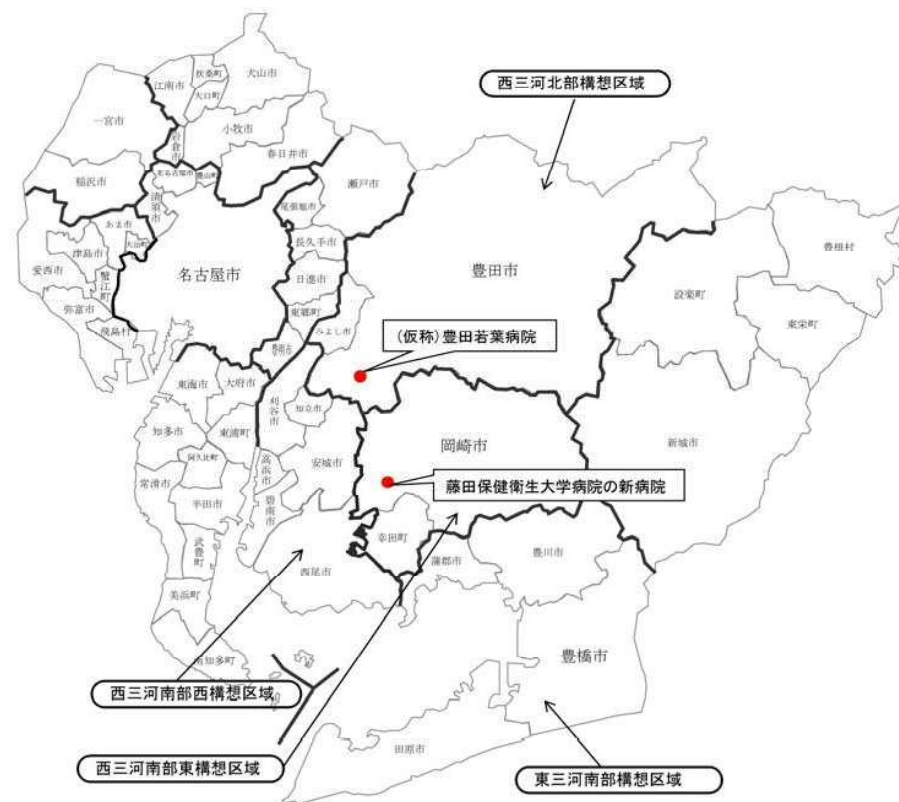 西三河北部構想区域
犬山市
扶桑町
江南市
大口町
一宮市
小牧市
岩倉市
春日井市
稲沢市
北名古屋市
豊山町
瀬戸市
清須市
尾張旭市
あま市
長久手市
豊根村
津島市
大治町
豊田市
愛西市
名古屋市
日進市
設楽町
蟹江町
東郷町
東栄町
弥富市
みよし市
飛島村
(仮称)豊田若葉病院
豊明市
東海市
大府市
刈谷市
知立市
知多市
東浦町
岡崎市
新城市
阿久比町
高浜市
安城市
常滑市
藤田保健衛生大学病院の新病院
半田市
碧南市
武豊町
幸田町
豊川市
西尾市
蒲郡市
美浜町
豊橋市
南知多町
西三河南部西構想区域
田原市
西三河南部東構想区域
東三河南部構想区域